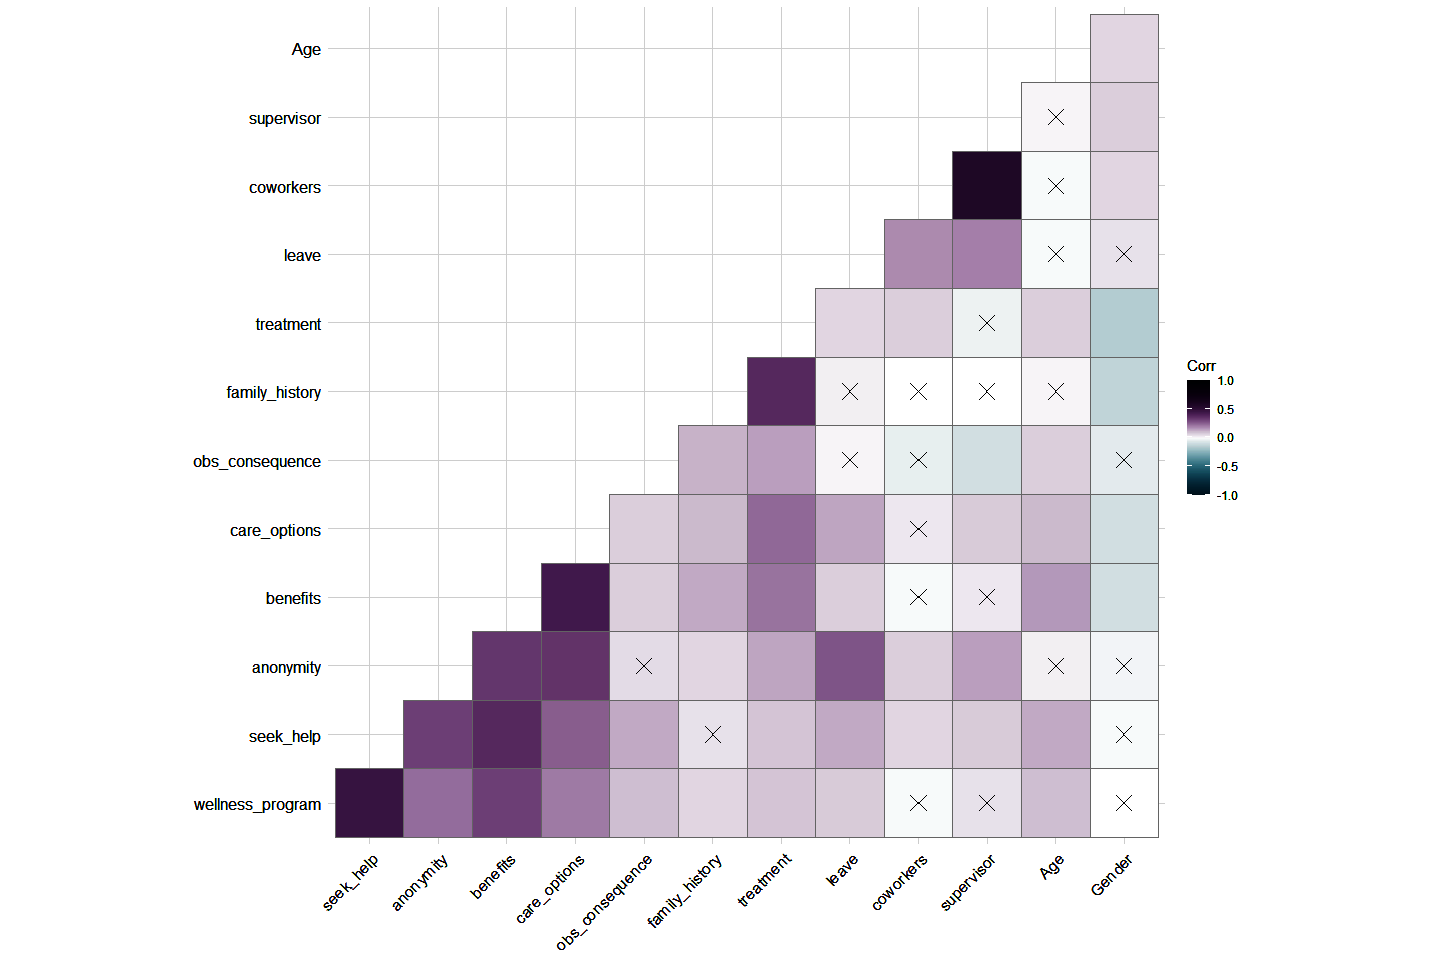 Age
supervisor
coworkers
leave
treatment
family_history
obs_consequence
care_options
benefits
anonymity
seek_help
wellness_program
seek_help
anonymity
benefits
care_options
obs_consequence
family_history
treatment
leave
coworkers
supervisor
Age
Gender
Corr
1.0
0.5
0.0
-0.5
-1.0